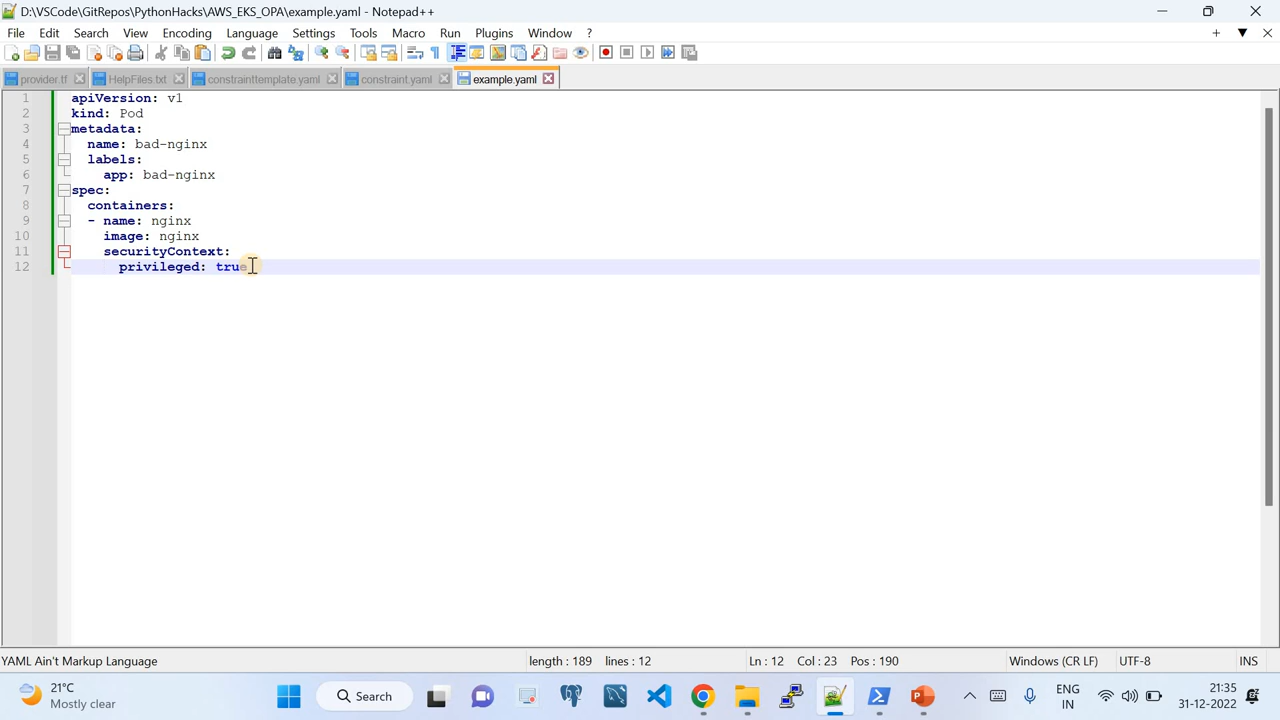 D:\VSCode\GitRepos\PythonHacks\AWS_EKS_OPA\example.yaml - Notepad++
File Edit Search View Encoding Language Settings Tools Macro Run Plugins Window ?
provider.tf HelpFiles.txt constrainttemplate.yaml constraint.yaml example.yaml
1 apiVersion: v1
2 kind: Pod
3 metadata:
4 name: bad-nginx
5 labels:
6 app: bad-nginx
7 spec:
8 containers:
9 - name: nginx
10 image: nginx
11 securityContext:
12 privileged: true
YAML Ain't Markup Language length : 189 lines : 12 Ln : 12 Col : 23 Pos : 190 Windows (CR LF) UTF-8 INS
21°C
Mostly clear
Search
ENG
IN
21:35
31-12-2022